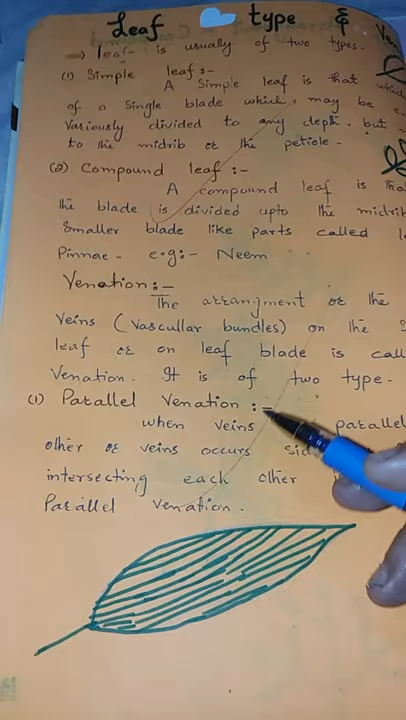 Leaf type &
⇒ leaf- is usually of two types.
(1) Simple leaf :-
A Simple leaf is that which
of a Single blade which, may be
Variously divided to any depth. but
to the midrib or the petiole -
(2) Compound leaf :-
A compound leaf is
the blade is divided upto the midrib
Smaller blade like parts called
Pinnae - e.g:- Neem
Venation :-
The arrangment or the
Veins (Vascullar bundles) on the
leaf or on leaf blade is
Venation. It is of two type -
(1) Parallel Venation :-
when veins parallel
other or veins occurs
intersecting each other
Parallel Venation.